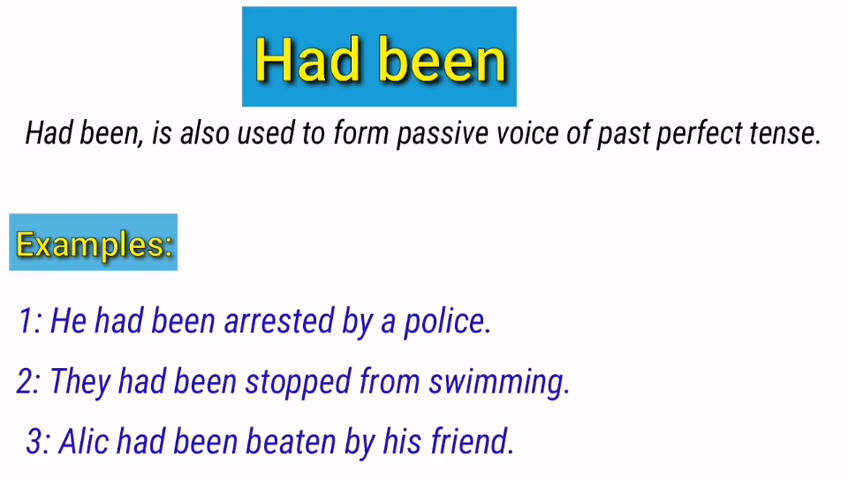 Had been
Had been, is also used to form passive voice of past perfect tense.
Examples:
1: He had been arrested by a police.
2: They had been stopped from swimming.
3: Alic had been beaten by his friend.